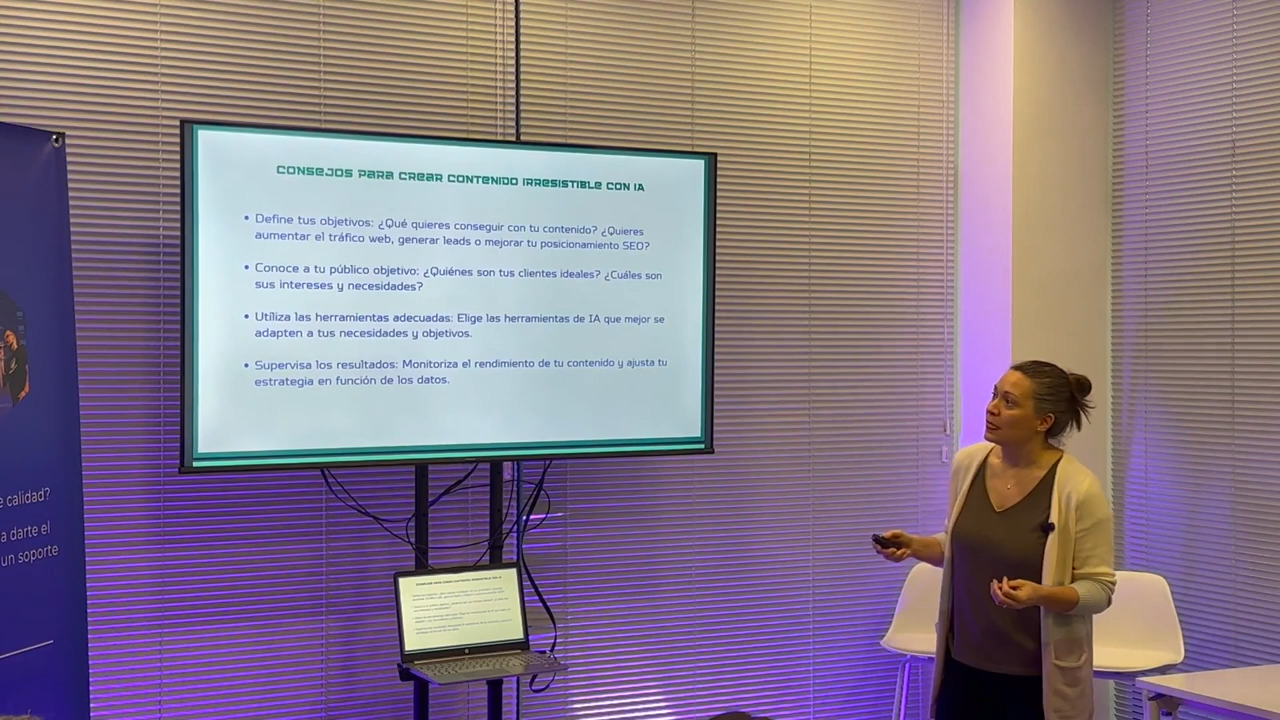 CONSEJOS PARA CREAR CONTENIDO IRRESISTIBLE CON IA
• Define tus objetivos: ¿Qué quieres conseguir con tu contenido? ¿Quieres
aumentar el tráfico web, generar leads o mejorar tu posicionamiento SEO?
• Conoce a tu público objetivo: ¿Quiénes son tus clientes ideales? ¿Cuáles son
sus intereses y necesidades?
• Utiliza las herramientas adecuadas: Elige las herramientas de IA que mejor se
adapten a tus necesidades y objetivos.
• Supervisa los resultados: Monitoriza el rendimiento de tu contenido y ajusta tu
estrategia en función de los datos.
e calidad?
a darte el
un soporte